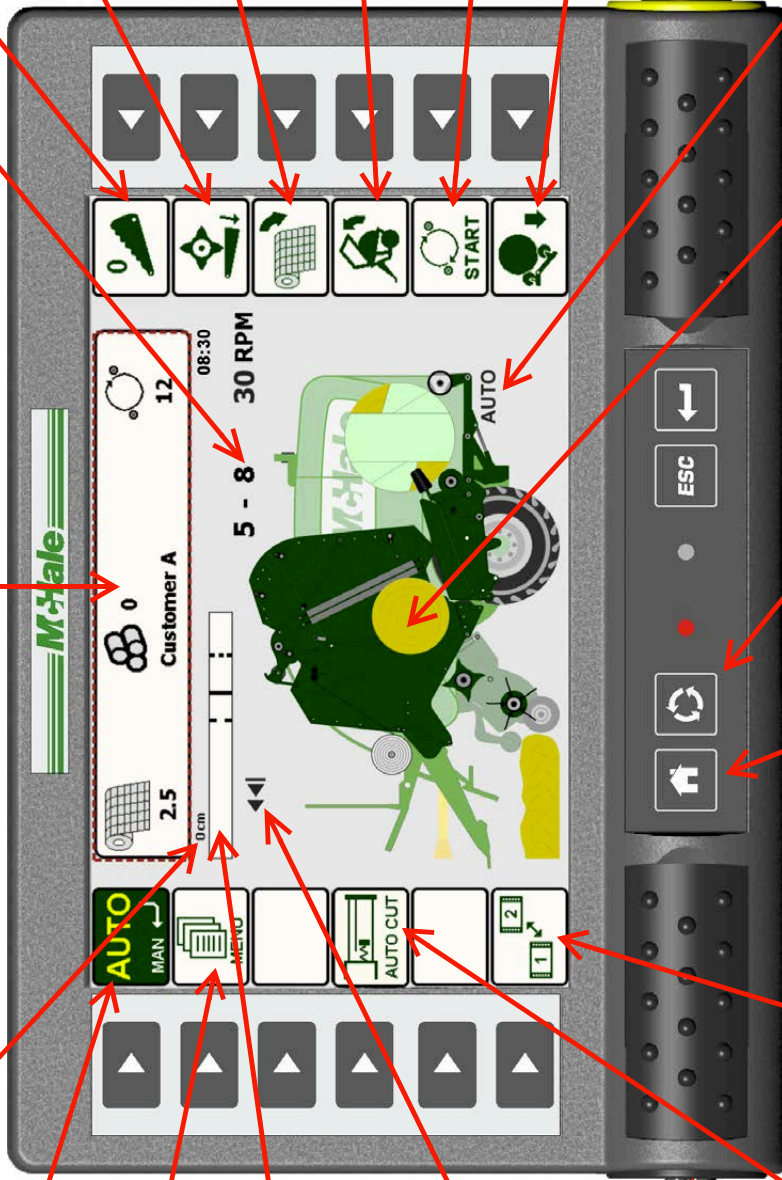 McHale
AUTO
MAN
2.5
0
Customer A
12
0
MENU
0cm
08:30
5 - 8
30 RPM
McHale
AUTO CUT
START
AUTO
1
2
ESC